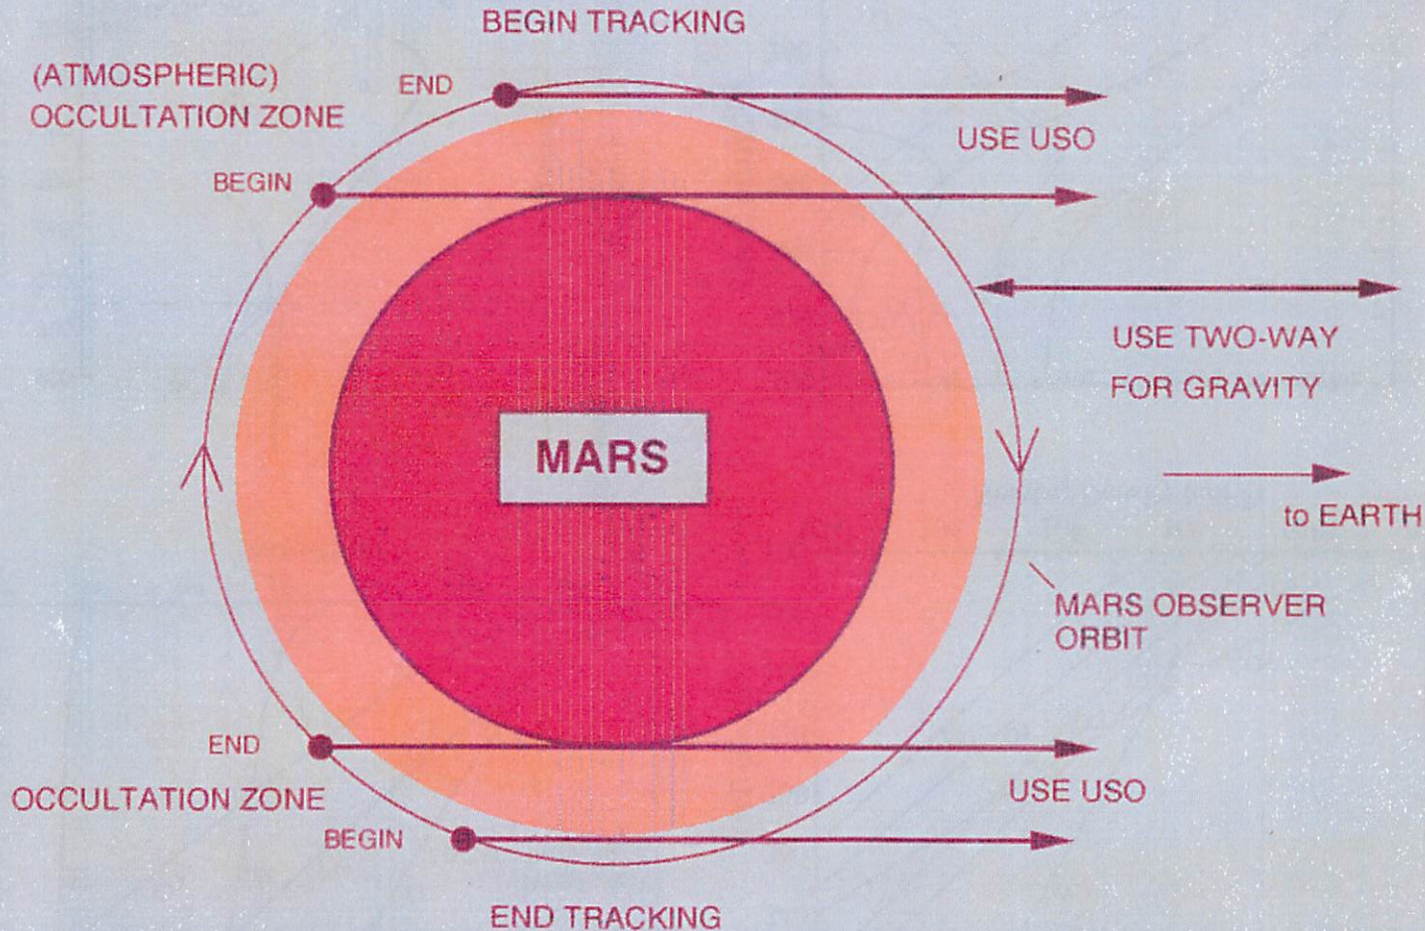 BEGIN TRACKING
(ATMOSPHERIC)
OCCULTATION ZONE
END
USE USO
BEGIN
USE TWO-WAY
FOR GRAVITY
MARS
to EARTH
MARS OBSERVER
ORBIT
END
OCCULTATION ZONE
USE USO
BEGIN
END TRACKING